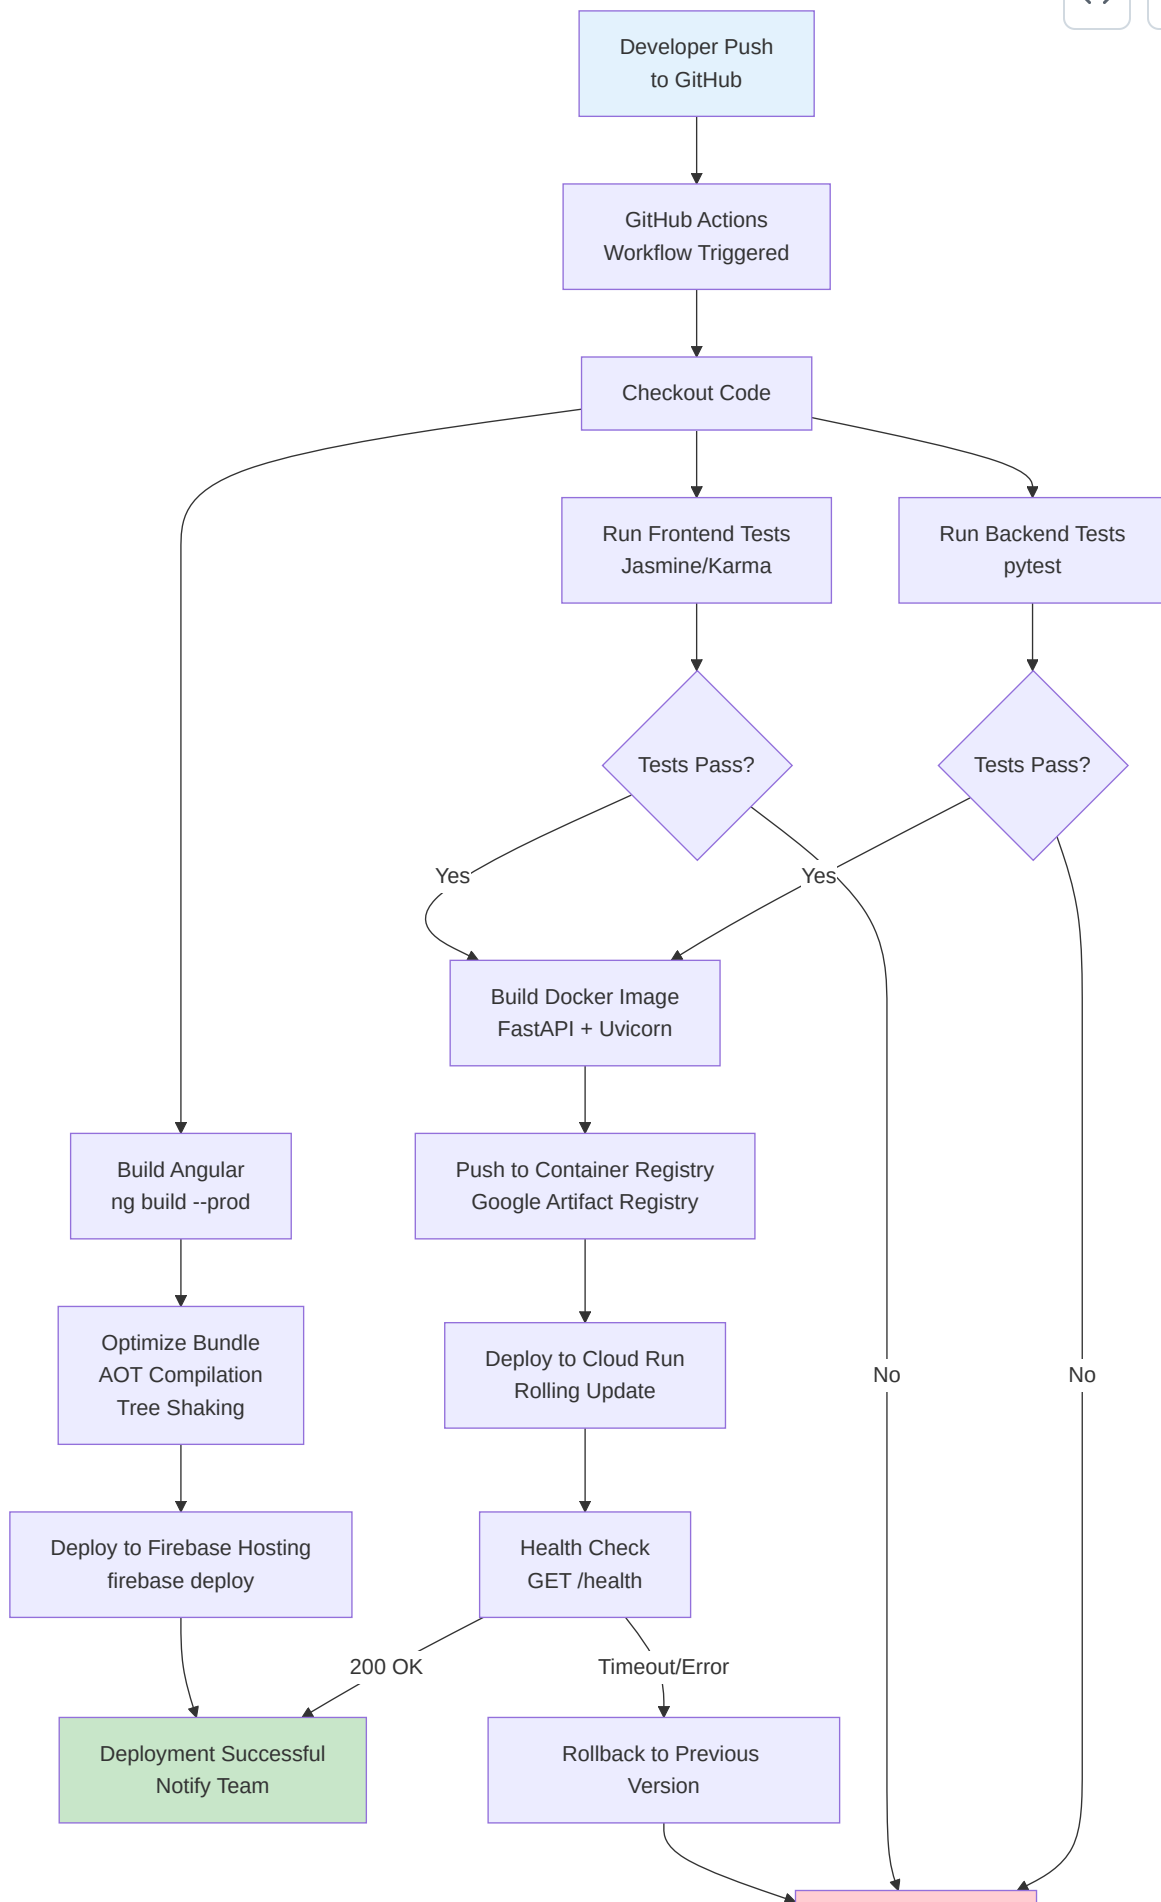 Developer Push
to GitHub
GitHub Actions
Workflow Triggered
Checkout Code
Run Frontend Tests
Jasmine/Karma
Run Backend Tests
pytest
Tests Pass?
Tests Pass?
Yes
Yes
Build Docker Image
FastAPI + Uvicorn
Build Angular
ng build --prod
Push to Container Registry
Google Artifact Registry
Optimize Bundle
AOT Compilation
Tree Shaking
Deploy to Cloud Run
Rolling Update
No
No
Deploy to Firebase Hosting
firebase deploy
Health Check
GET /health
200 OK
Timeout/Error
Deployment Successful
Notify Team
Rollback to Previous
Version